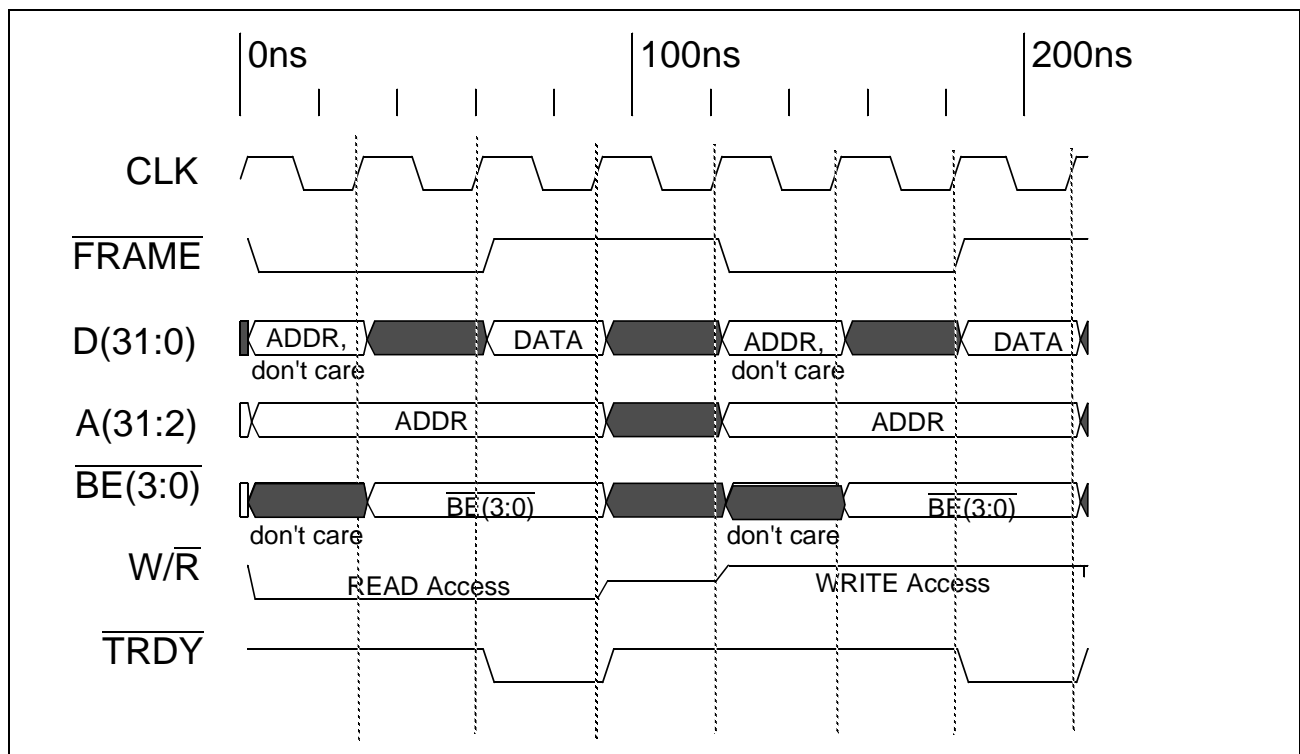 0ns 100ns 200ns
CLK
FRAME
D(31:0) ADDR, DATA ADDR, DATA
don't care don't care
A(31:2) ADDR ADDR
BE(3:0) BE(3:0) BE(3:0)
don't care don't care
W/R READ Access WRITE Access
TRDY